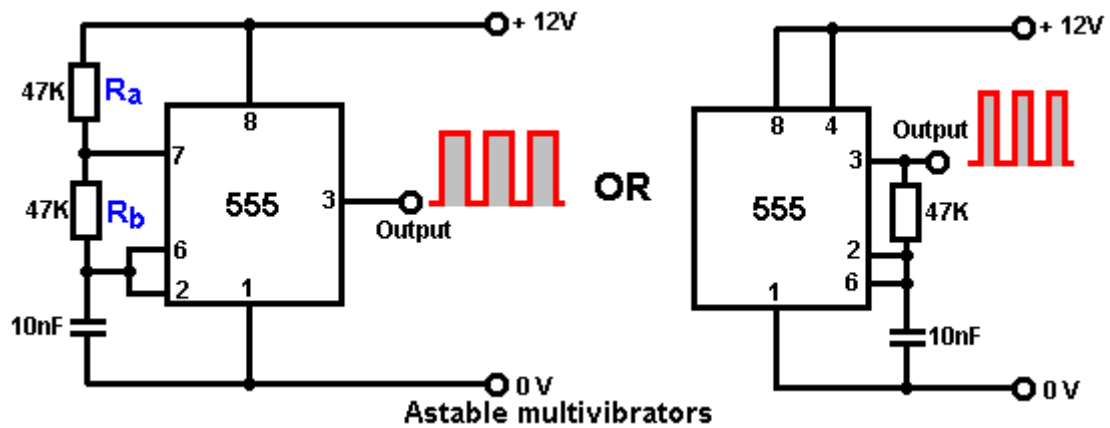 + 12V
47K
Ra
8
7
47K
Rb
555
3
Output
6
2
1
10nF
0 V
OR
+ 12V
8
4
Output
3
555
47K
2
6
1
10nF
0 V
Astable multivibrators